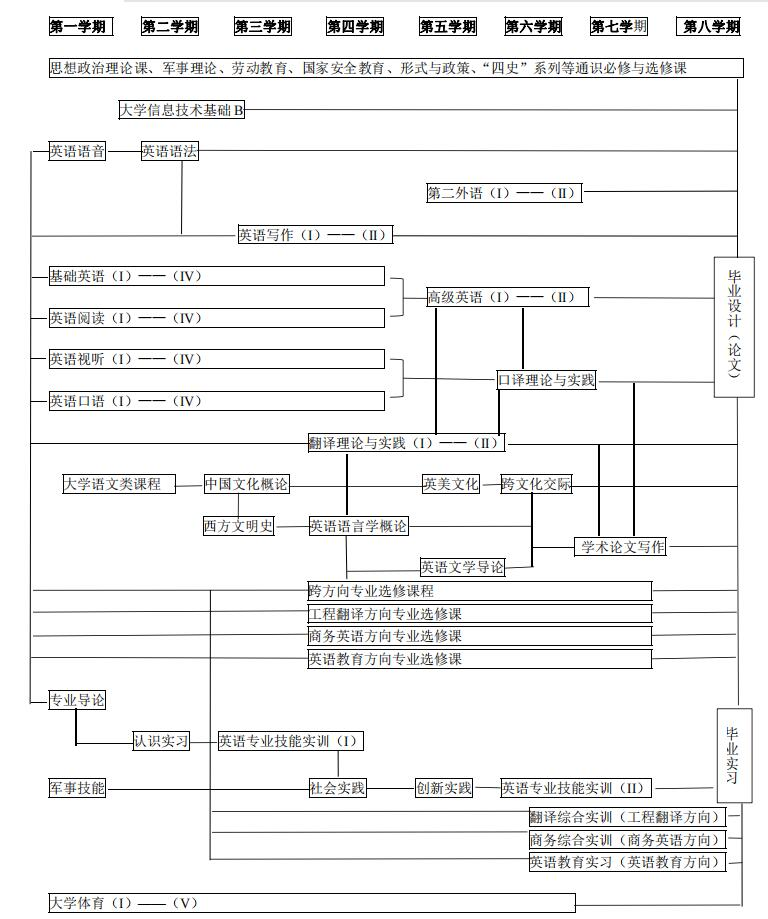 第一学期 第二学期 第三学期 第四学期 第五学期 第六学期 第七学期 第八学期
思想政治理论课、军事理论、劳动教育、国家安全教育、形式与政策、“四史”系列等通识必修与选修课
大学信息技术基础 B
英语语音 英语语法
第二外语（I）——（II）
英语写作（I）——（II）
基础英语（I）——（IV）
高级英语（I）——（II）
英语阅读（I）——（IV）
毕业设计（论文）
英语视听（I）——（IV）
口译理论与实践
英语口语（I）——（IV）
翻译理论与实践（I）——（II）
大学语文类课程 中国文化概论 英美文化 跨文化交际
西方文明史 英语语言学概论
学术论文写作
英语文学导论
跨方向专业选修课程
工程翻译方向专业选修课
商务英语方向专业选修课
英语教育方向专业选修课
专业导论
认识实习 英语专业技能实训（I）
毕业实习
军事技能 社会实践 创新实践 英语专业技能实训（II）
翻译综合实训（工程翻译方向）
商务综合实训（商务英语方向）
英语教育实习（英语教育方向）
大学体育（I）——（V）